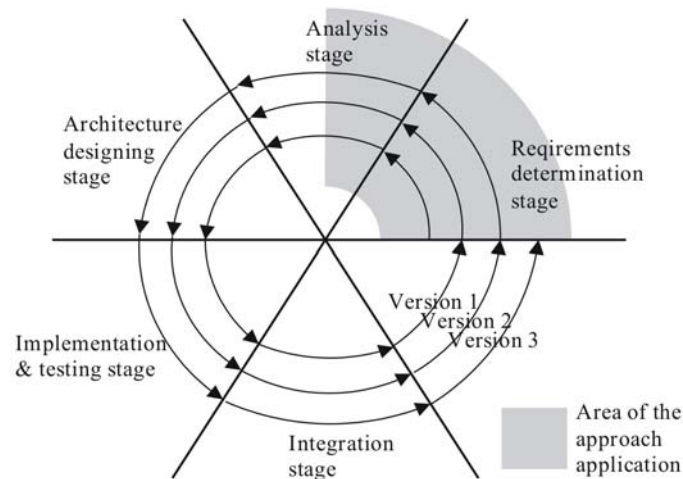 Analysis
stage
Architecture
designing
stage
Reqirements
determination
stage
Version 1
Version 2
Version 3
Implementation
& testing stage
Integration
stage
Area of the
approach
application